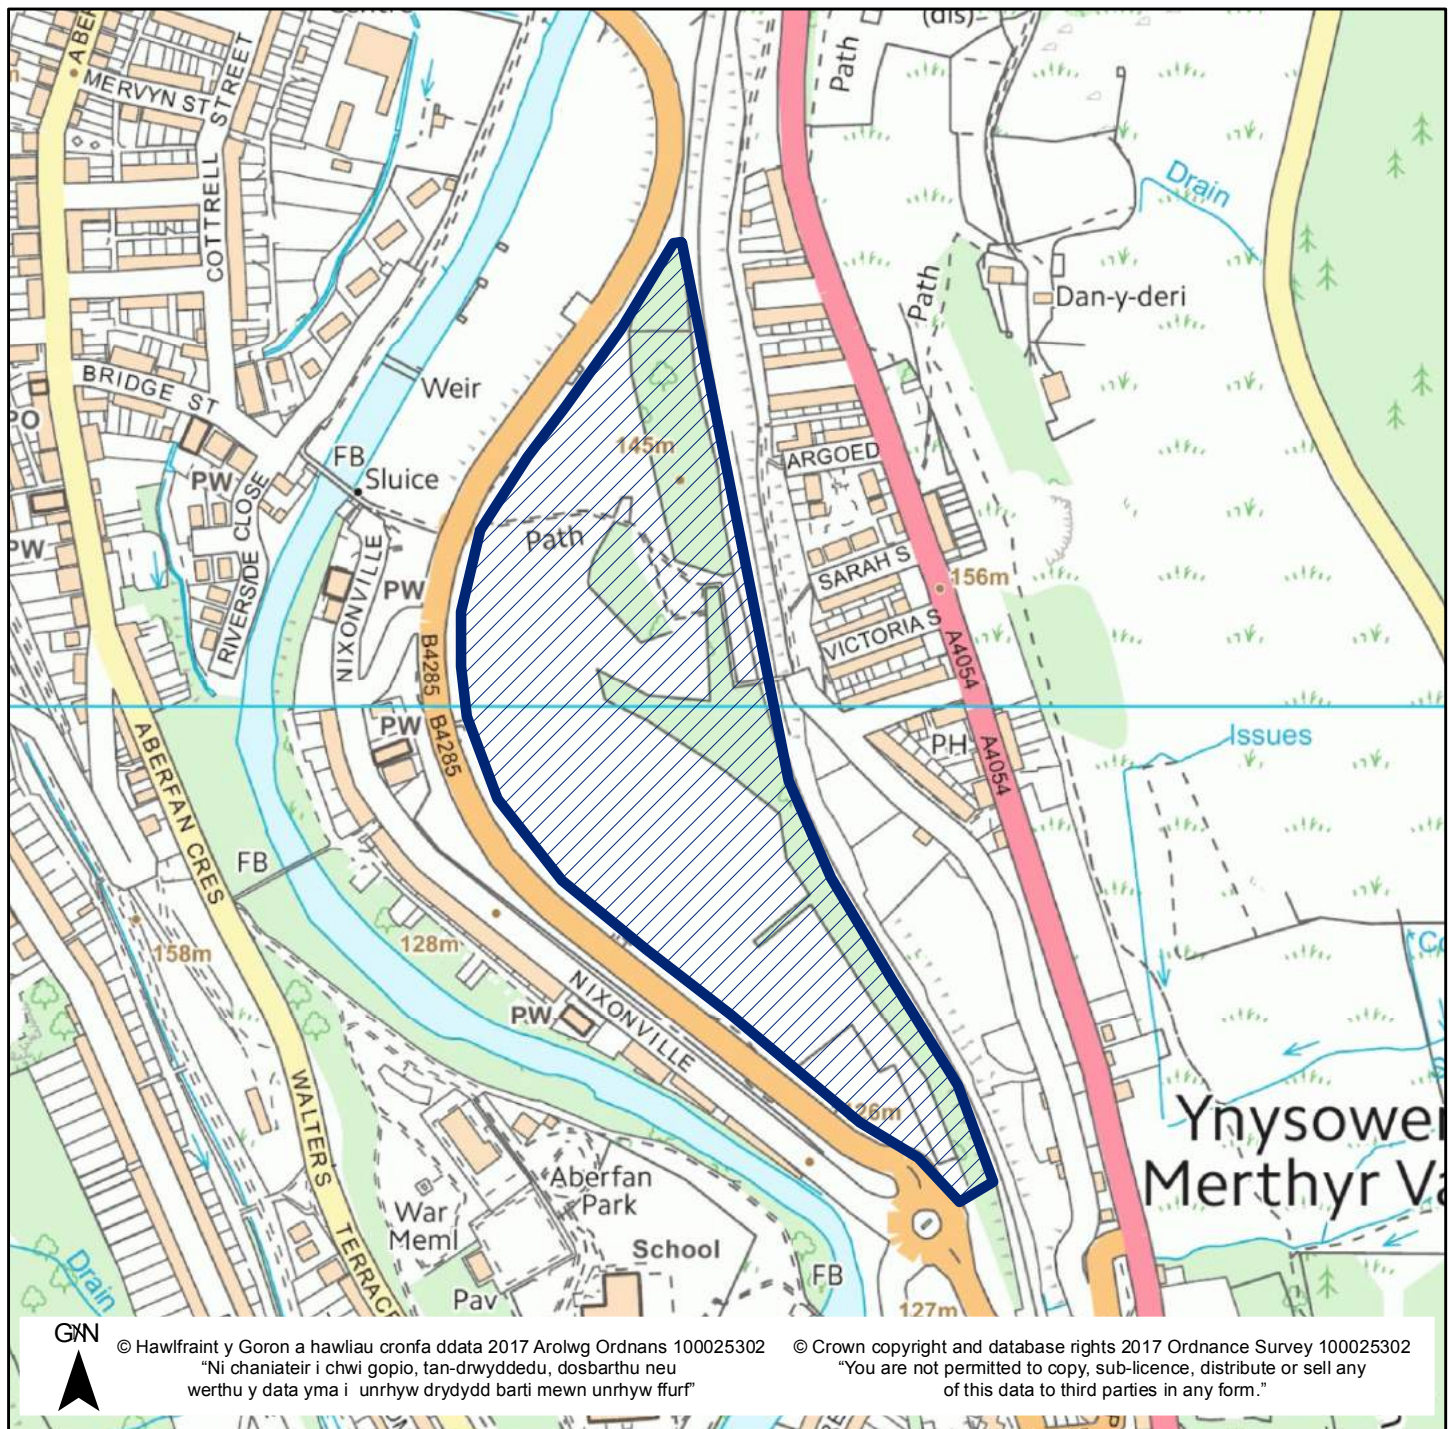 (dis)
Path
MERVYN ST
COTTRELL STREET
Drain
Path
Dan-y-deri
BRIDGE ST
Weir
PO
FB
Sluice
PW
145m
ARGOED
RIVERSIDE CLOSE
PW
NIXONVILLE
PW
Path
SARAH S
156m
VICTORIA S
B4285
A4054
PW
B4285
PH
A4054
Issues
ABERFAN CRES
FB
158m
128m
NIXONVILLE
PW
126m
WALTER'S TERRACE
Aberfan
Park
War
Meml
School
Pav
FB
Drain
127m
Ynysowen
Merthyr Va
G/N
© Hawlfraint y Goron a hawliau cronfa ddata 2017 Arolwg Ordnans 100025302
“Ni chaniateir i chwi gopio, tan-drwyddedu, dosbarthu neu
werthu y data yma i unrhyw drydydd barti mewn unrhyw ffurf”
© Crown copyright and database rights 2017 Ordnance Survey 100025302
“You are not permitted to copy, sub-licence, distribute or sell any
of this data to third parties in any form.”